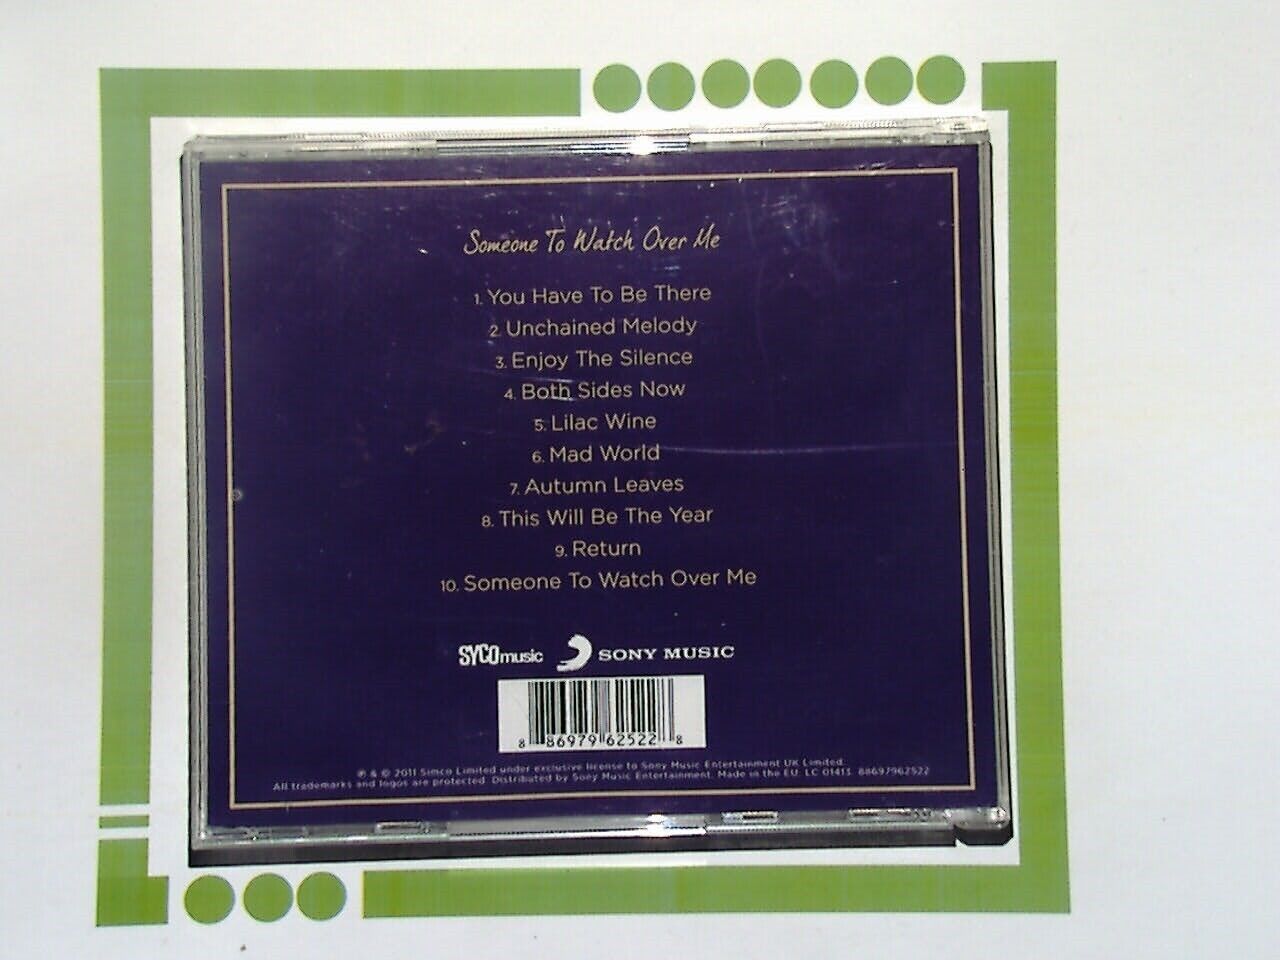 Someone To Watch Over Me
1. You Have To Be There
2. Unchained Melody
3. Enjoy The Silence
4. Both Sides Now
5. Lilac Wine
6. Mad World
7. Autumn Leaves
8. This Will Be The Year
9. Return
10. Someone To Watch Over Me
SYCOmusic SONY MUSIC
8 86979 62522 8
℗ & © 2011 Simco Limited under exclusive license to Sony Music Entertainment UK Limited.
All trademarks and logos are protected. Distributed by Sony Music Entertainment. Made in the EU. LC 01413. 88697962522